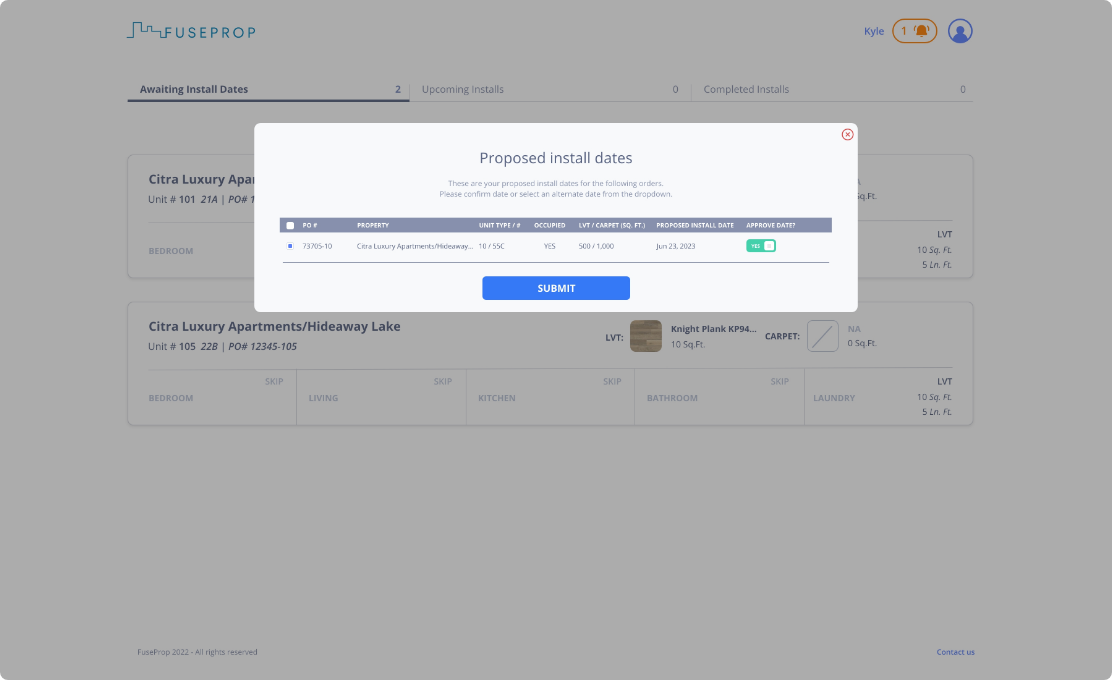 FUSEPROP
Kyle 1
Awaiting Install Dates 2 Upcoming Installs 0 Completed Installs 0
Proposed install dates
These are your proposed install dates for the following orders.
Please confirm date or select an alternate date from the dropdown.
PO # PROPERTY UNIT TYPE / # OCCUPIED LVT / CARPET (SQ. FT.) PROPOSED INSTALL DATE APPROVE DATE?
73705-10 Citra Luxury Apartments/Hideaway... 10 / 55C YES 500 / 1,000 Jun 23, 2023 YES
SUBMIT
Citra Luxury Apar
Unit # 101 21A | PO# 1
Sq.Ft.
BEDROOM
LVT
10 Sq. Ft.
5 Ln. Ft.
Citra Luxury Apartments/Hideaway Lake
Unit # 105 22B | PO# 12345-105
LVT: Knight Plank KP94...
10 Sq.Ft.
CARPET: NA
0 Sq.Ft.
SKIP SKIP SKIP SKIP LVT
BEDROOM LIVING KITCHEN BATHROOM LAUNDRY 10 Sq. Ft.
5 Ln. Ft.
FuseProp 2022 - All rights reserved Contact us